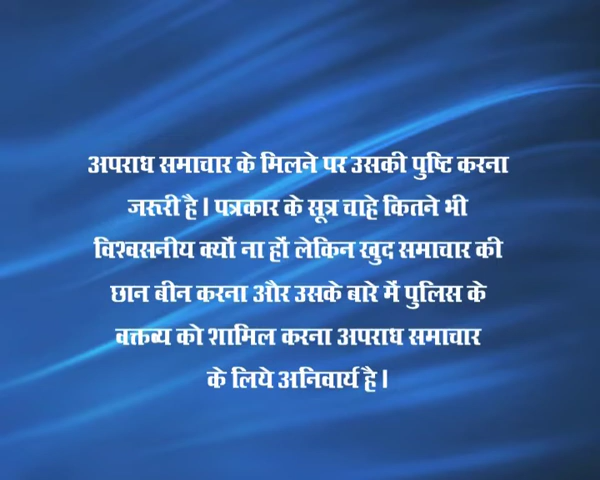 अपराध समाचार के मिलने पर उसकी पुष्टि करना
जरूरी है । पत्रकार के सूत्र चाहे कितने भी
विश्वसनीय क्यों ना हों लेकिन खुद समाचार की
छान बीन करना और उसके बारे में पुलिस के
वक्तब्य को शामिल करना अपराध समाचार
के लिये अनिवार्य है ।